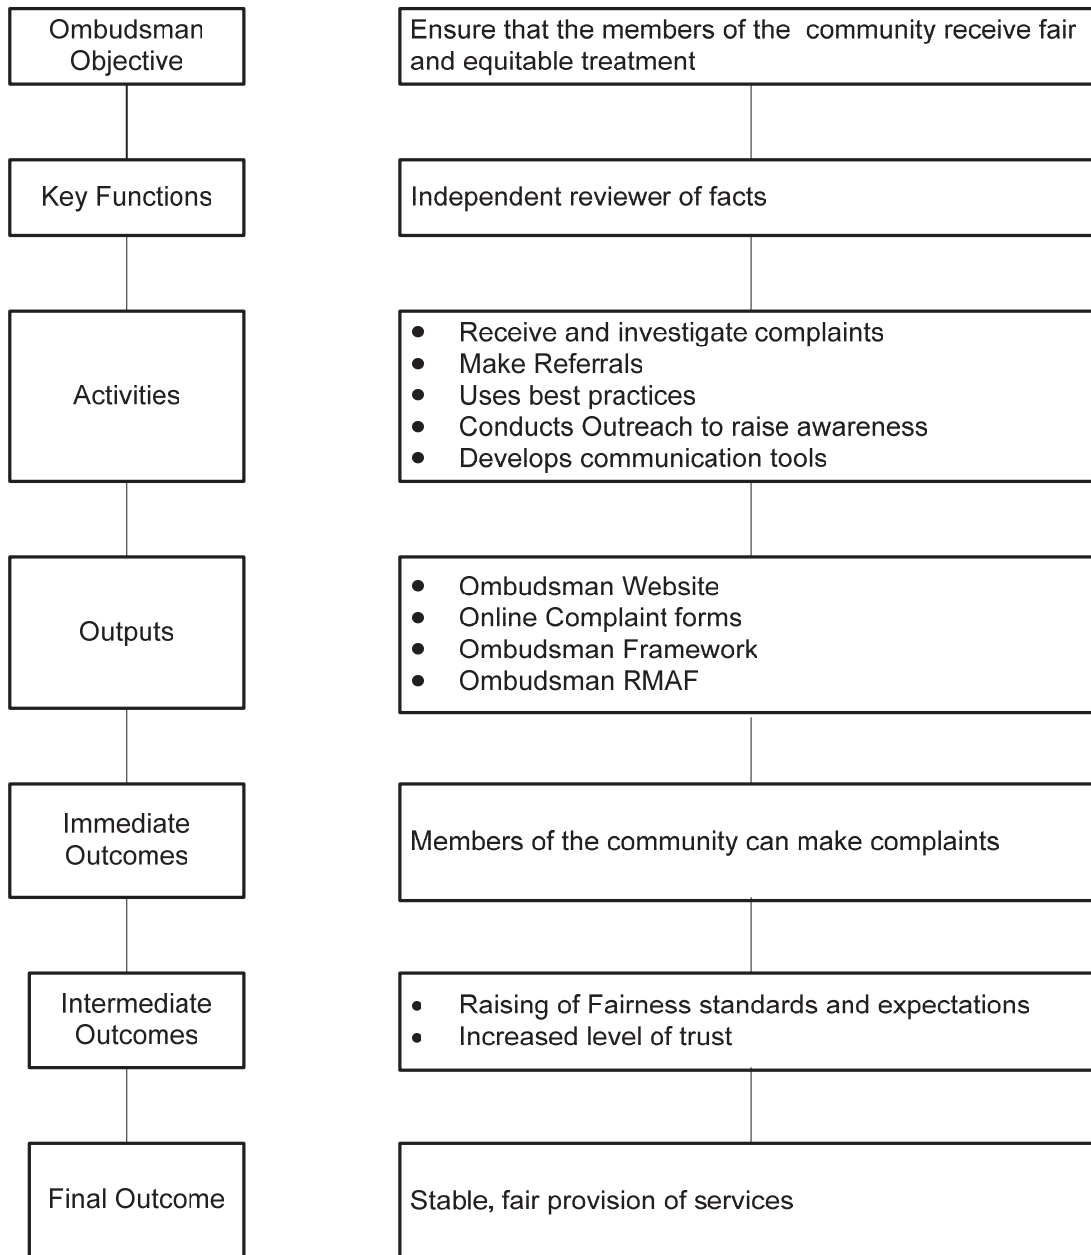 Ombudsman
Objective
Ensure that the members of the  community receive fair
and equitable treatment
Key Functions
Independent reviewer of facts
Activities
• Receive and investigate complaints
• Make Referrals
• Uses best practices
• Conducts Outreach to raise awareness
• Develops communication tools
Outputs
• Ombudsman Website
• Online Complaint forms
• Ombudsman Framework
• Ombudsman RMAF
Immediate
Outcomes
Members of the community can make complaints
Intermediate
Outcomes
• Raising of Fairness standards and expectations
• Increased level of trust
Final Outcome
Stable, fair provision of services